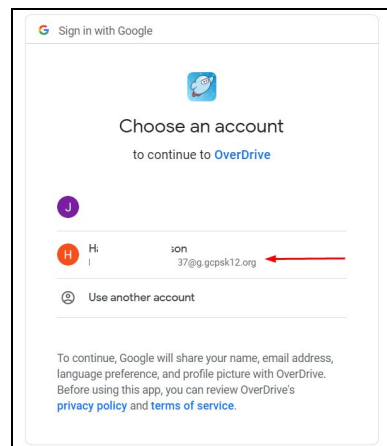 G Sign in with Google
Choose an account
to continue to OverDrive
J
H
son
37@g.gcpsk12.org
Use another account
To continue, Google will share your name, email address,
language preference, and profile picture with OverDrive.
Before using this app, you can review OverDrive's
privacy policy and terms of service.